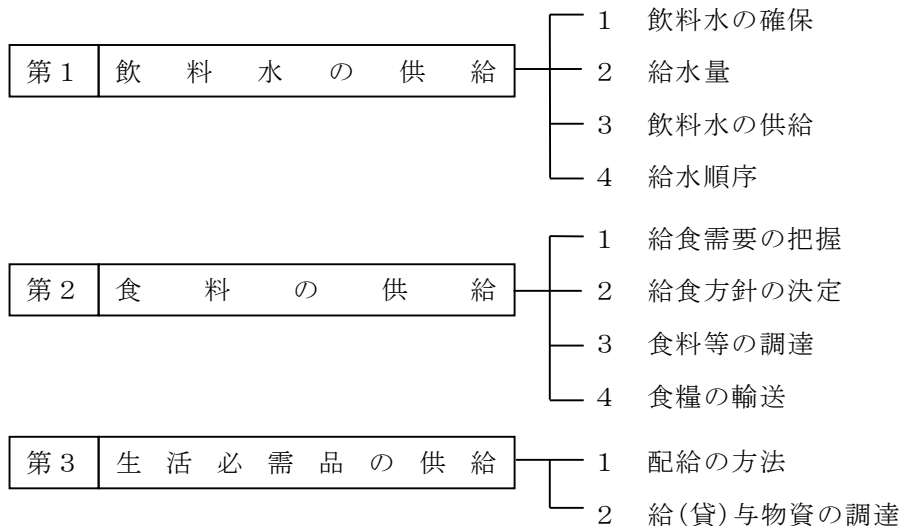 1 飲料水の確保
第1 飲料水の供給
2 給水量
3 飲料水の供給
4 給水順序
1 給食需要の把握
第2 食料の供給
2 給食方針の決定
3 食料等の調達
4 食糧の輸送
第3 生活必需品の供給
1 配給の方法
2 給(貸)与物資の調達